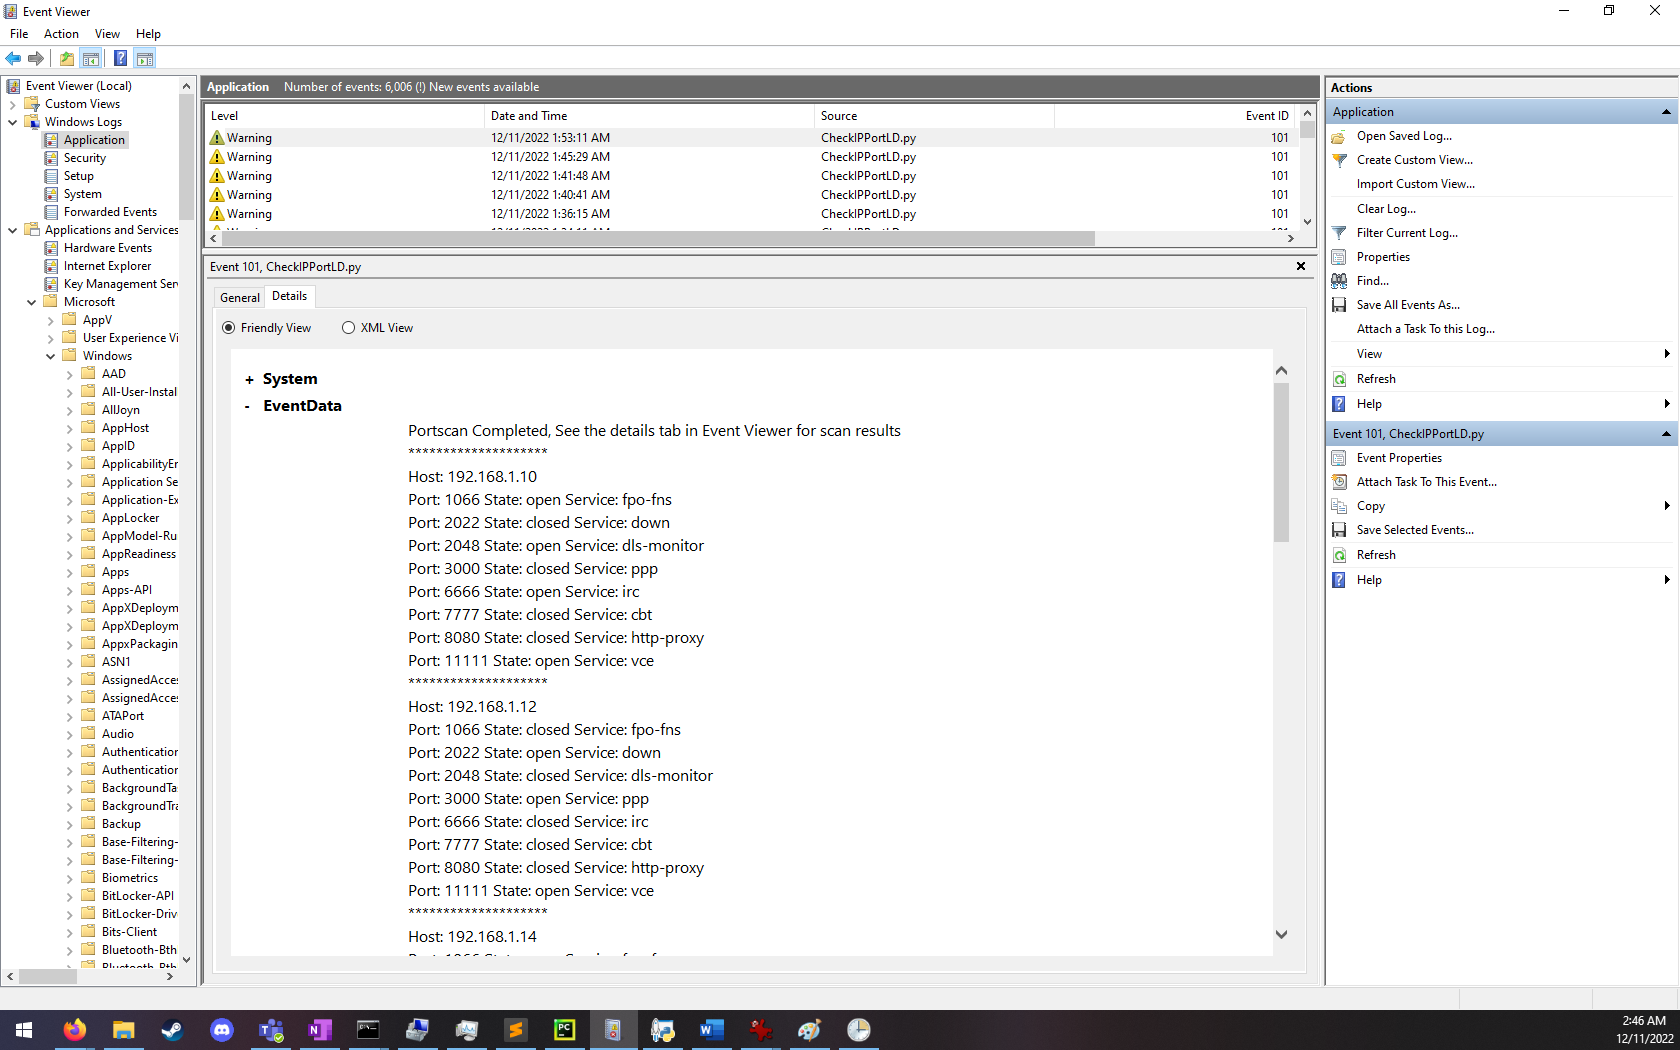 Event Viewer
File Action View Help
Event Viewer (Local)
Custom Views
Windows Logs
Application
Security
Setup
System
Forwarded Events
Applications and Services
Hardware Events
Internet Explorer
Key Management Ser
Microsoft
AppV
User Experience Vi
Windows
AAD
All-User-Instal
AllJoyn
AppHost
AppID
ApplicabilityEr
Application Se
Application-Ex
AppLocker
AppModel-Ru
AppReadiness
Apps
Apps-API
AppXDeploym
AppXDeploym
AppxPackagin
ASN1
AssignedAcces
AssignedAcces
ATAPort
Audio
Authentication
Authentication
BackgroundTa
BackgroundTra
Backup
Base-Filtering-
Base-Filtering-
Biometrics
BitLocker-API
BitLocker-Driv
Bits-Client
Bluetooth-Bth
Bluetooth-Bth
Application Number of events: 6,006 (!) New events available
Level Date and Time Source Event ID
Warning 12/11/2022 1:53:11 AM CheckIPPortLD.py 101
Warning 12/11/2022 1:45:29 AM CheckIPPortLD.py 101
Warning 12/11/2022 1:41:48 AM CheckIPPortLD.py 101
Warning 12/11/2022 1:40:41 AM CheckIPPortLD.py 101
Warning 12/11/2022 1:36:15 AM CheckIPPortLD.py 101
Event 101, CheckIPPortLD.py
General Details
Friendly View XML View
+ System
- EventData
Portscan Completed, See the details tab in Event Viewer for scan results
********************
Host: 192.168.1.10
Port: 1066 State: open Service: fpo-fns
Port: 2022 State: closed Service: down
Port: 2048 State: open Service: dls-monitor
Port: 3000 State: closed Service: ppp
Port: 6666 State: open Service: irc
Port: 7777 State: closed Service: cbt
Port: 8080 State: closed Service: http-proxy
Port: 11111 State: open Service: vce
********************
Host: 192.168.1.12
Port: 1066 State: closed Service: fpo-fns
Port: 2022 State: open Service: down
Port: 2048 State: closed Service: dls-monitor
Port: 3000 State: open Service: ppp
Port: 6666 State: closed Service: irc
Port: 7777 State: closed Service: cbt
Port: 8080 State: closed Service: http-proxy
Port: 11111 State: open Service: vce
********************
Host: 192.168.1.14
Actions
Application
Open Saved Log...
Create Custom View...
Import Custom View...
Clear Log...
Filter Current Log...
Properties
Find...
Save All Events As...
Attach a Task To this Log...
View
Refresh
Help
Event 101, CheckIPPortLD.py
Event Properties
Attach Task To This Event...
Copy
Save Selected Events...
Refresh
Help
2:46 AM
12/11/2022